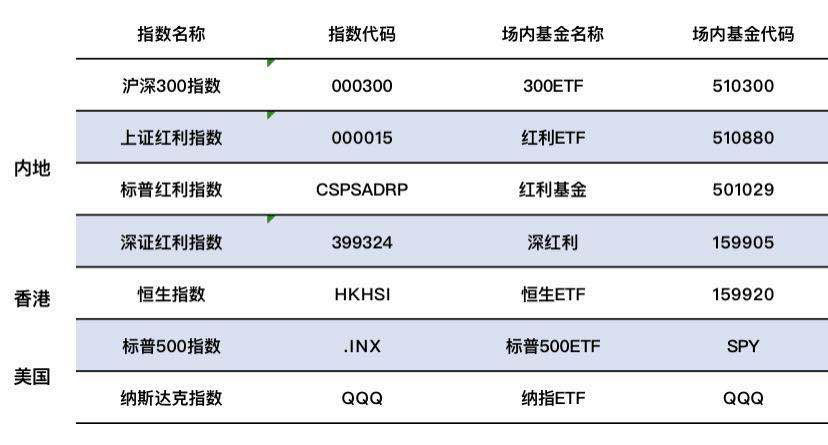 指数名称 指数代码 场内基金名称 场内基金代码
沪深300指数 000300 300ETF 510300
上证红利指数 000015 红利ETF 510880
内地
标普红利指数 CSPSADRP 红利基金 501029
深证红利指数 399324 深红利 159905
香港 恒生指数 HKHSI 恒生ETF 159920
标普500指数 .INX 标普500ETF SPY
美国
纳斯达克指数 QQQ 纳指ETF QQQ